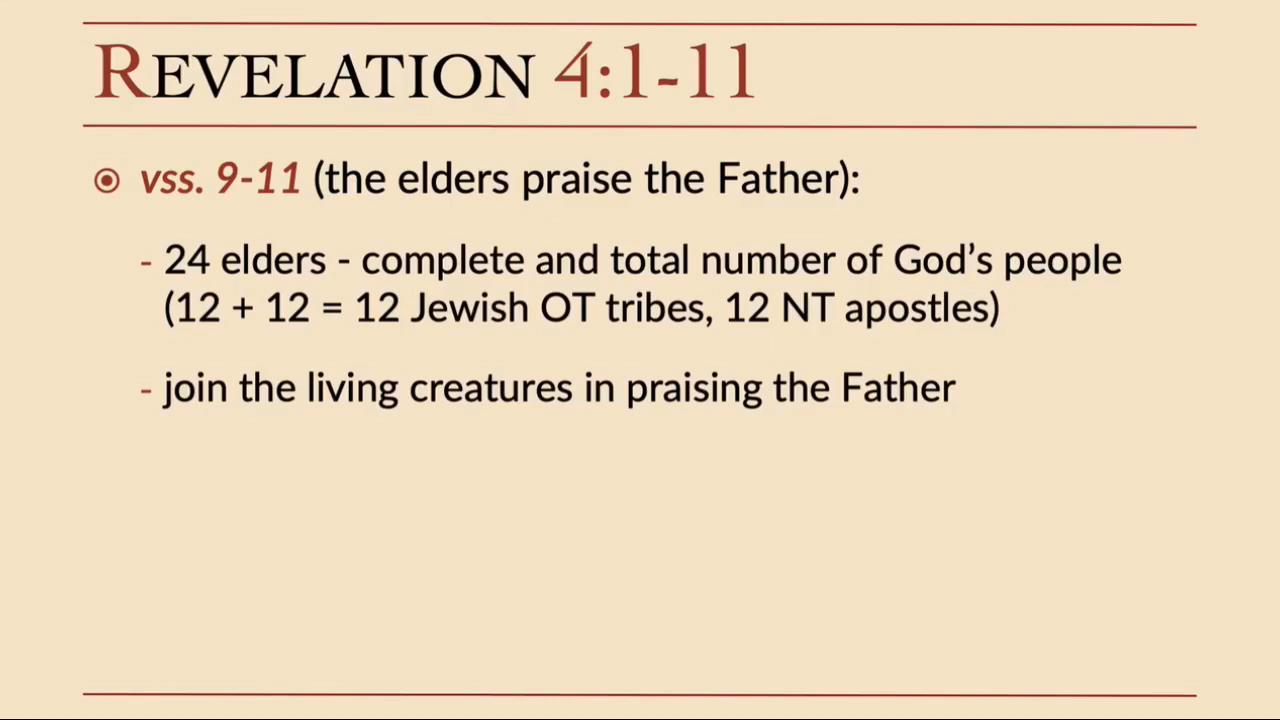 REVELATION 4:1-11
vss. 9-11 (the elders praise the Father):
- 24 elders - complete and total number of God’s people
(12 + 12 = 12 Jewish OT tribes, 12 NT apostles)
- join the living creatures in praising the Father